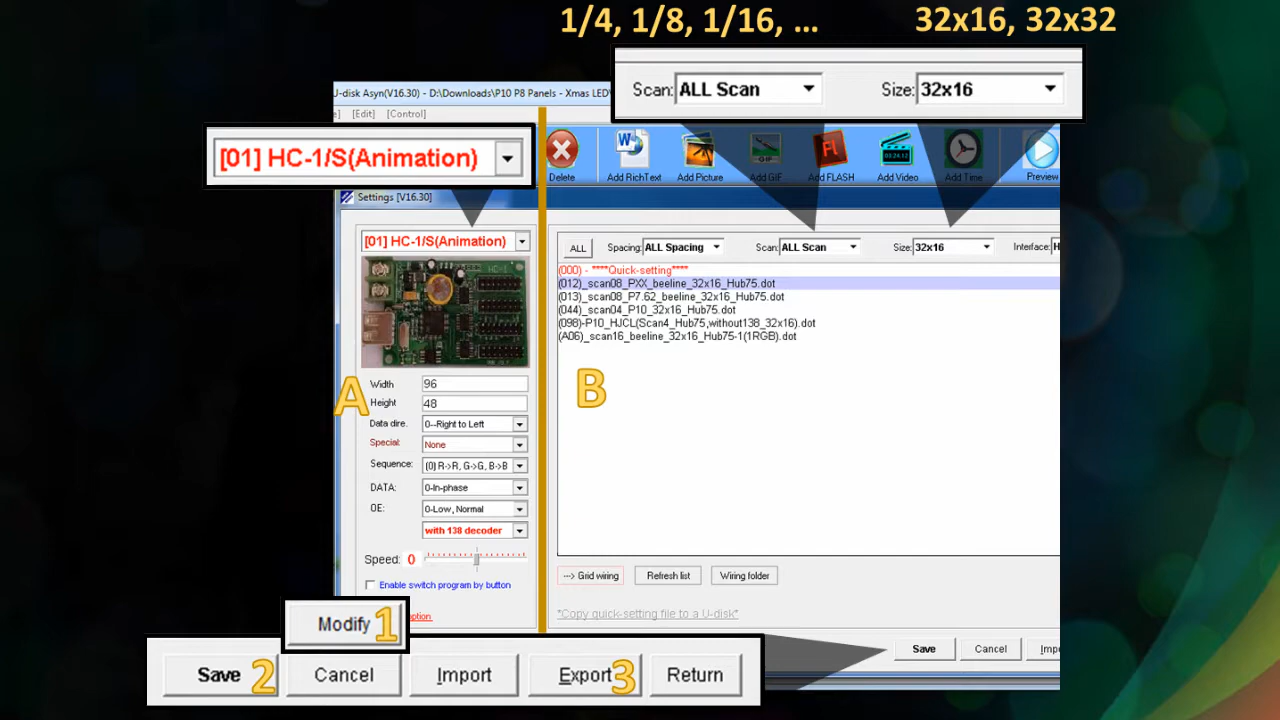 1/4, 1/8, 1/16, ...
32x16, 32x32
Scan: ALL Scan
Size: 32x16
U-disk Asyn(V16.30) - D:\Downloads\P10 P8 Panels - Xmas LED\
[Edit] [Control]
[01] HC-1/S(Animation)
Delete
Add RichText
Add Picture
Add GIF
Add FLASH
Add Video
Add Time
Preview
Settings [V16.30]
[01] HC-1/S(Animation)
ALL
Spacing: ALL Spacing
Scan: ALL Scan
Size: 32x16
Interface: H
(000) - ****Quick-setting****
(012)_scan08_PXX_beeline_32x16_Hub75.dot
(013)_scan08_P7.62_beeline_32x16_Hub75.dot
(044)_scan04_P10_32x16_Hub75.dot
(098)-P10_HJCL(Scan4_Hub75,without138_32x16).dot
(A06)_scan16_beeline_32x16_Hub75-1(1RGB).dot
A
B
Width 96
Height 48
Data dire. 0--Right to Left
Special: None
Sequence: (0) R->R, G->G, B->B
DATA: 0-In-phase
OE: 0-Low, Normal
with 138 decoder
Speed: 0
Enable switch program by button
ption
---> Grid wiring
Refresh list
Wiring folder
"Copy quick-setting file to a U-disk"
Modify 1
Save 2
Cancel
Import
Export 3
Return
Save
Cancel
Impo